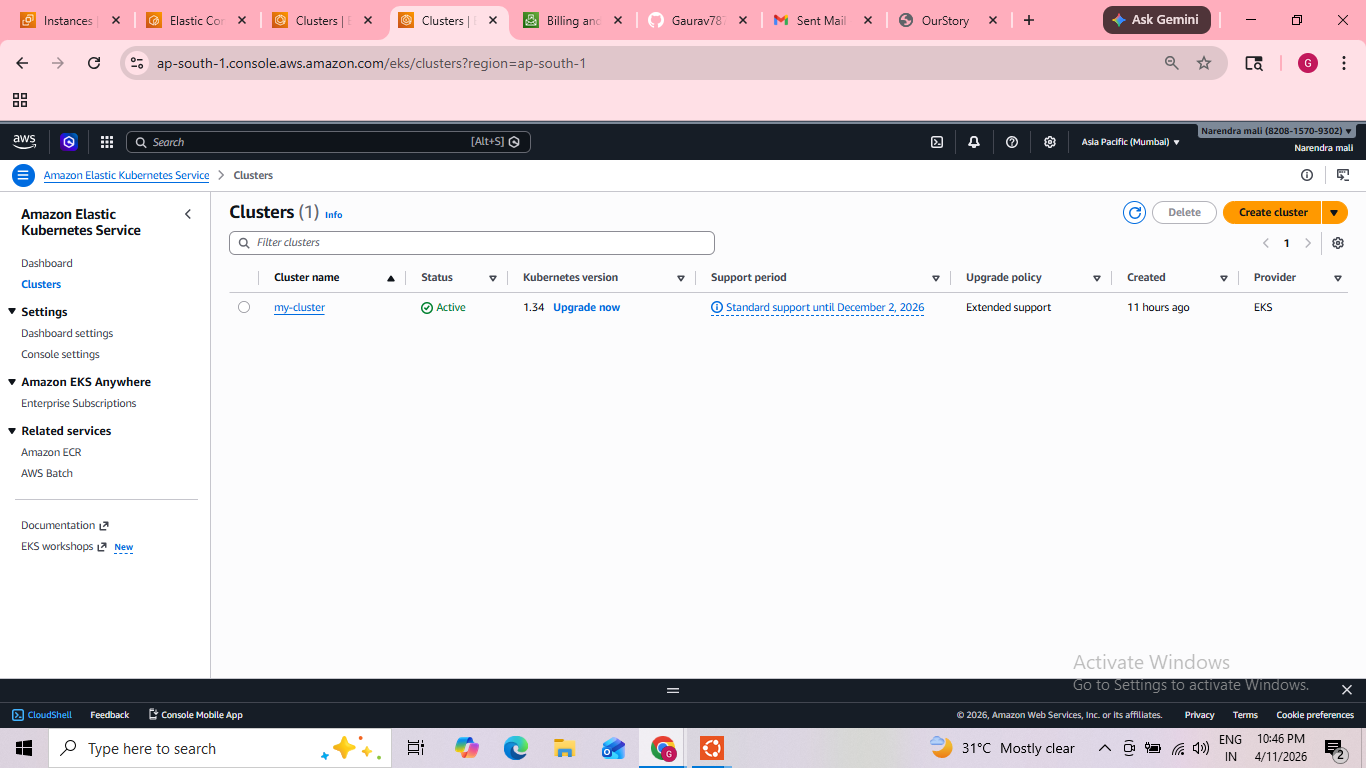 Instances
Elastic Con
Clusters | E
Clusters | E
Billing and
Gaurav787
Sent Mail
OurStory
Ask Gemini
ap-south-1.console.aws.amazon.com/eks/clusters?region=ap-south-1
G
aws
Search
[Alt+S]
Asia Pacific (Mumbai)
Narendra mali (8208-1570-9302)
Narendra mali
Amazon Elastic Kubernetes Service
Clusters
Amazon Elastic
Kubernetes Service
Dashboard
Clusters
Settings
Dashboard settings
Console settings
Amazon EKS Anywhere
Enterprise Subscriptions
Related services
Amazon ECR
AWS Batch
Documentation
EKS workshops New
Clusters (1) Info
Delete
Create cluster
Filter clusters
1
Cluster name Status Kubernetes version Support period Upgrade policy Created Provider
my-cluster Active 1.34 Upgrade now Standard support until December 2, 2026 Extended support 11 hours ago EKS
Activate Windows
Go to Settings to activate Windows.
CloudShell Feedback Console Mobile App © 2026, Amazon Web Services, Inc. or its affiliates. Privacy Terms Cookie preferences
Type here to search
31°C Mostly clear
ENG
IN
10:46 PM
4/11/2026
2